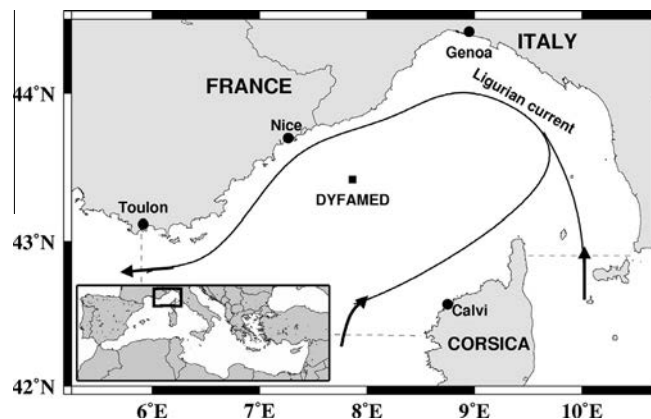 ITALY
Genoa
44˚N
FRANCE
Ligurian current
Nice
DYFAMED
Toulon
43˚N
Calvi
CORSICA
42˚N
6˚E
7˚E
8˚E
9˚E
10˚E